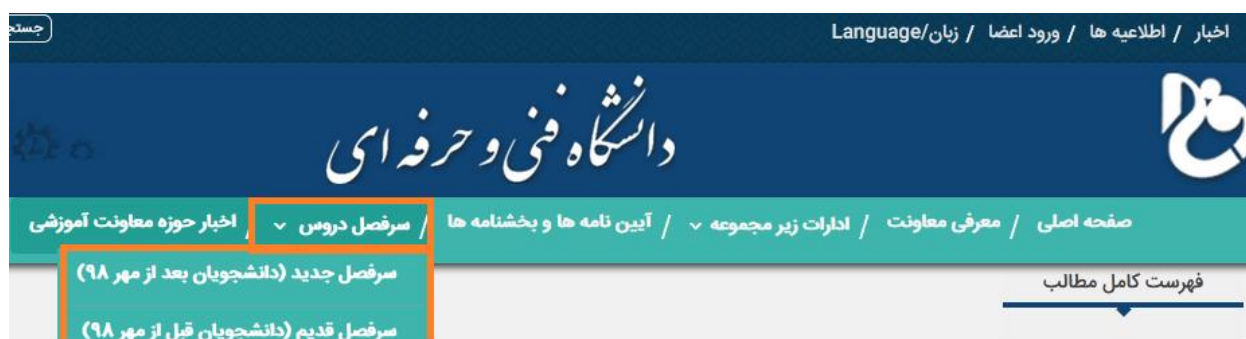 اخبار / اطلاعیه ها / ورود اعضا / زبان/Language
دانشگاه فنی و حرفه ای
صفحه اصلی / معرفی معاونت / ادارات زیر مجموعه / آیین نامه ها و بخشنامه ها / سرفصل دروس / اخبار حوزه معاونت آموزشی
سرفصل جدید (دانشجویان بعد از مهر ۹۸)
فهرست کامل مطالب
سرفصل قدیم (دانشجویان قبل از مهر ۹۸)